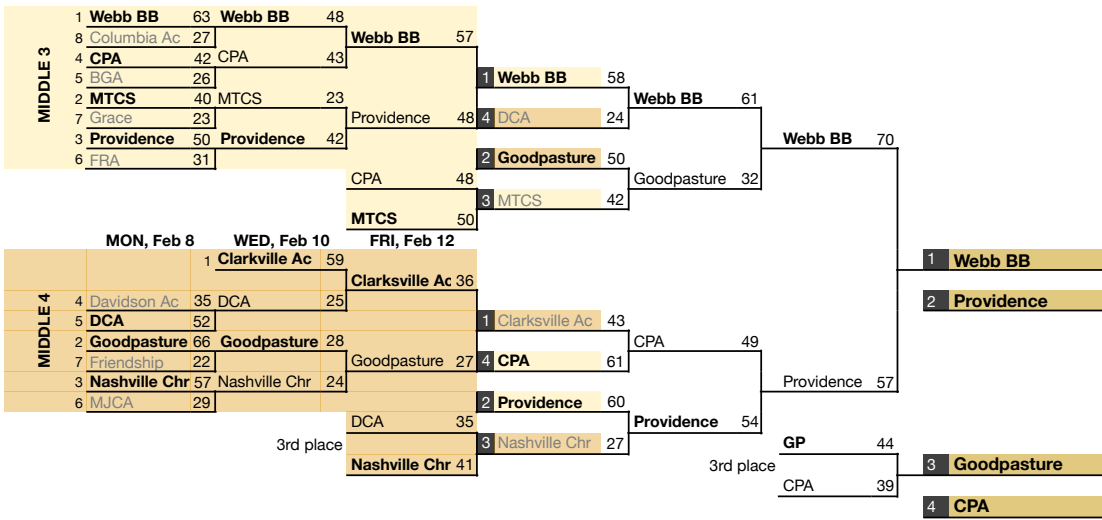 1 Webb BB 63 Webb BB 48
8 Columbia Ac 27 Webb BB 57
4 CPA 42 CPA 43
5 BGA 26 1 Webb BB 58
2 MTCS 40 MTCS 23 Webb BB 61
7 Grace 23 Providence 48 4 DCA 24
3 Providence 50 Providence 42 Webb BB 70
6 FRA 31 2 Goodpasture 50
MIDDLE 3
CPA 48 Goodpasture 32
3 MTCS 42
MTCS 50
MON, Feb 8 WED, Feb 10 FRI, Feb 12
1 Clarkville Ac 59 1 Webb BB
Clarksville Ac 36
4 Davidson Ac 35 DCA 25 2 Providence
5 DCA 52 1 Clarksville Ac 43
2 Goodpasture 66 Goodpasture 28 CPA 49
7 Friendship 22 Goodpasture 27 4 CPA 61
3 Nashville Chr 57 Nashville Chr 24 Providence 57
6 MJCA 29 2 Providence 60
MIDDLE 4
DCA 35 Providence 54
3rd place 3 Nashville Chr 27 GP 44
Nashville Chr 41 3rd place 3 Goodpasture
CPA 39
4 CPA